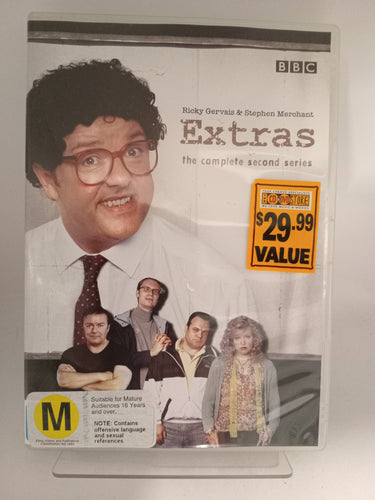 BBC
Ricky Gervais & Stephen Merchant
Extras
the complete second series
$29.99
VALUE
M
Suitable for Mature
Audiences 16 Years
and over.
NOTE: Contains
offensive language
and sexual
references.